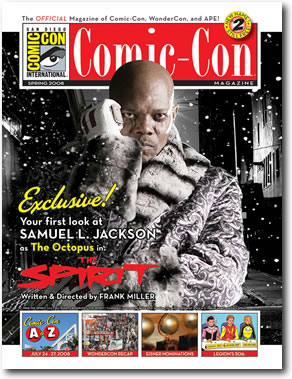 The OFFICIAL Magazine of Comic-Con, WonderCon, and APE!
SAN DIEGO
COMIC CON
INTERNATIONAL
SPRING 2008
Comic-Con
MAGAZINE
2
Exclusive!
Your first look at
SAMUEL L. JACKSON
as The Octopus in:
THE
SPIRIT
Written & Directed by FRANK MILLER
Comic-Con
A to Z
JULY 24-27, 2008
WONDERCON RECAP
EISNER NOMINATIONS
LEGION'S 50th